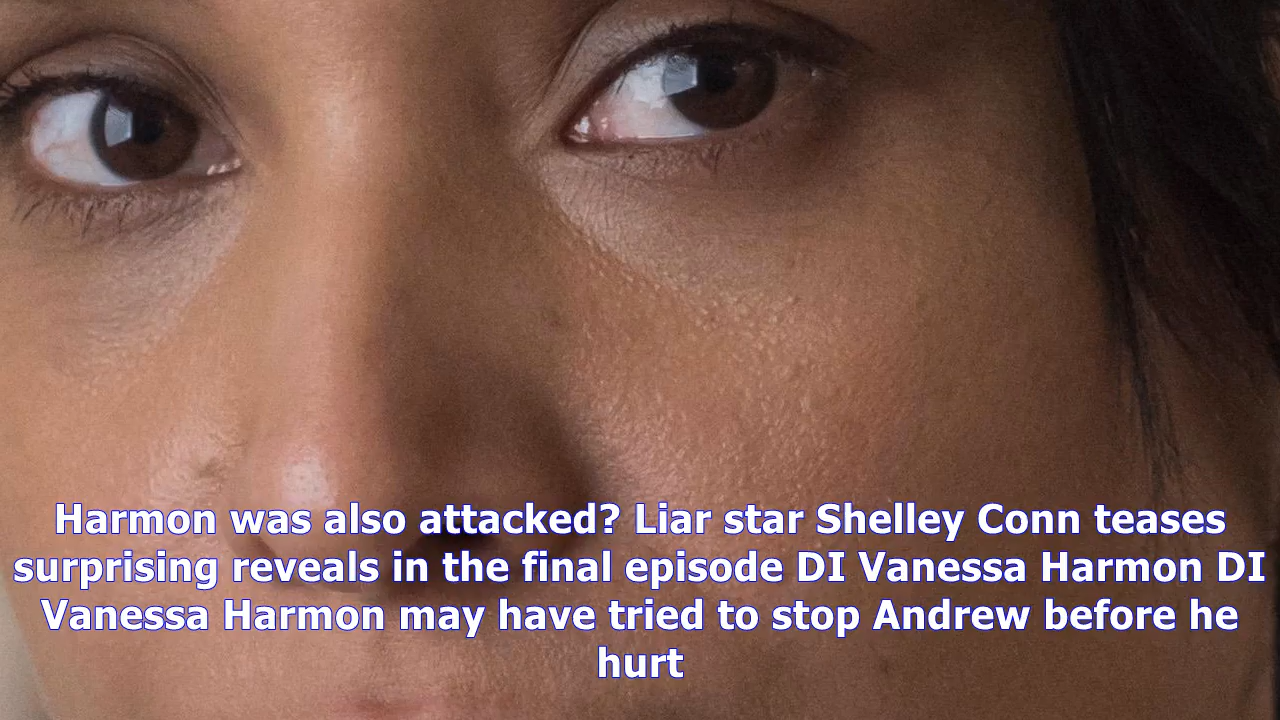 Harmon was also attacked? Liar star Shelley Conn teases
surprising reveals in the final episode DI Vanessa Harmon DI
Vanessa Harmon may have tried to stop Andrew before he
hurt